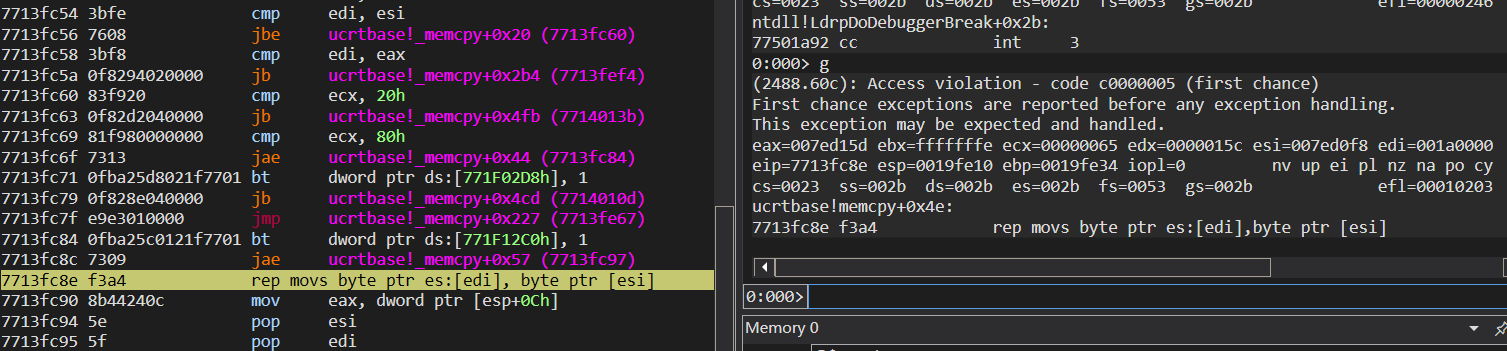 7713fc54 3bfe cmp edi, esi
7713fc56 7608 jbe ucrtbase!_memcpy+0x20 (7713fc60)
7713fc58 3bf8 cmp edi, eax
7713fc5a 0f8294020000 jb ucrtbase!_memcpy+0x2b4 (7713fef4)
7713fc60 83f920 cmp ecx, 20h
7713fc63 0f82d2040000 jb ucrtbase!_memcpy+0x4fb (7714013b)
7713fc69 81f980000000 cmp ecx, 80h
7713fc6f 7313 jae ucrtbase!_memcpy+0x44 (7713fc84)
7713fc71 0fba25d8021f7701 bt dword ptr ds:[771F02D8h], 1
7713fc79 0f828e040000 jb ucrtbase!_memcpy+0x4cd (7714010d)
7713fc7f e9e3010000 jmp ucrtbase!_memcpy+0x227 (7713fe67)
7713fc84 0fba25c0121f7701 bt dword ptr ds:[771F12C0h], 1
7713fc8c 7309 jae ucrtbase!_memcpy+0x57 (7713fc97)
7713fc8e f3a4 rep movs byte ptr es:[edi], byte ptr [esi]
7713fc90 8b44240c mov eax, dword ptr [esp+0Ch]
7713fc94 5e pop esi
7713fc95 5f pop edi
cs=0023 ss=002b ds=002b es=002b fs=0053 gs=002b efl=00000246
ntdll!LdrpDoDebuggerBreak+0x2b:
77501a92 cc int 3
0:000> g
(2488.60c): Access violation - code c0000005 (first chance)
First chance exceptions are reported before any exception handling.
This exception may be expected and handled.
eax=007ed15d ebx=fffffffe ecx=00000065 edx=0000015c esi=007ed0f8 edi=001a0000
eip=7713fc8e esp=0019fe10 ebp=0019fe34 iopl=0 nv up ei pl nz na po cy
cs=0023 ss=002b ds=002b es=002b fs=0053 gs=002b efl=00010203
ucrtbase!memcpy+0x4e:
7713fc8e f3a4 rep movs byte ptr es:[edi],byte ptr [esi]
0:000>
Memory 0